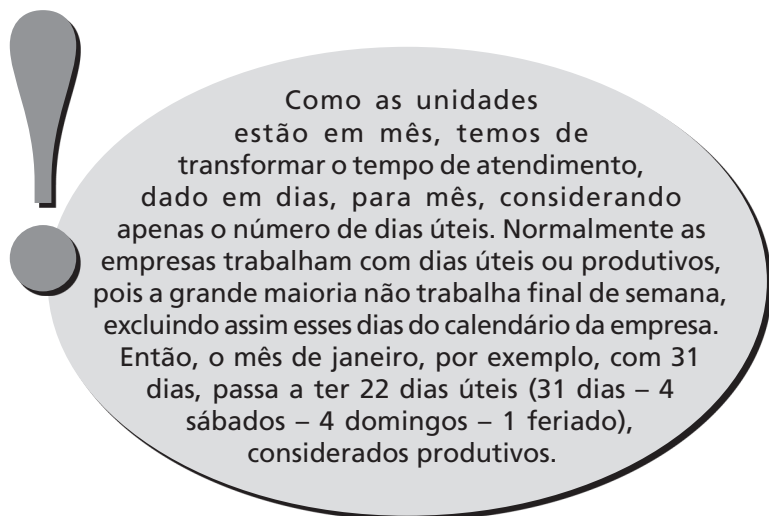 Como as unidades
estão em mês, temos de
transformar o tempo de atendimento,
dado em dias, para mês, considerando
apenas o número de dias úteis. Normalmente as
empresas trabalham com dias úteis ou produtivos,
pois a grande maioria não trabalha final de semana,
excluindo assim esses dias do calendário da empresa.
Então, o mês de janeiro, por exemplo, com 31
dias, passa a ter 22 dias úteis (31 dias – 4
sábados – 4 domingos – 1 feriado),
considerados produtivos.